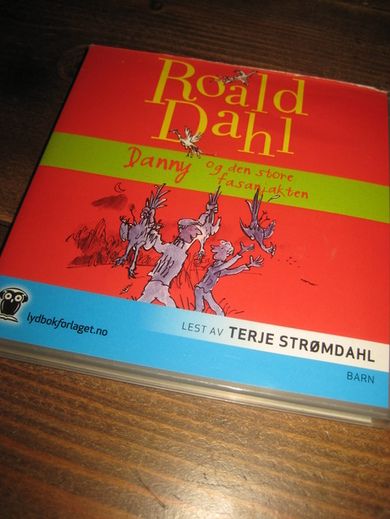 Roald
Dahl
Danny og den store
fasanjakten
lydbokforlaget.no
LEST AV TERJE STRØMDAHL
BARN